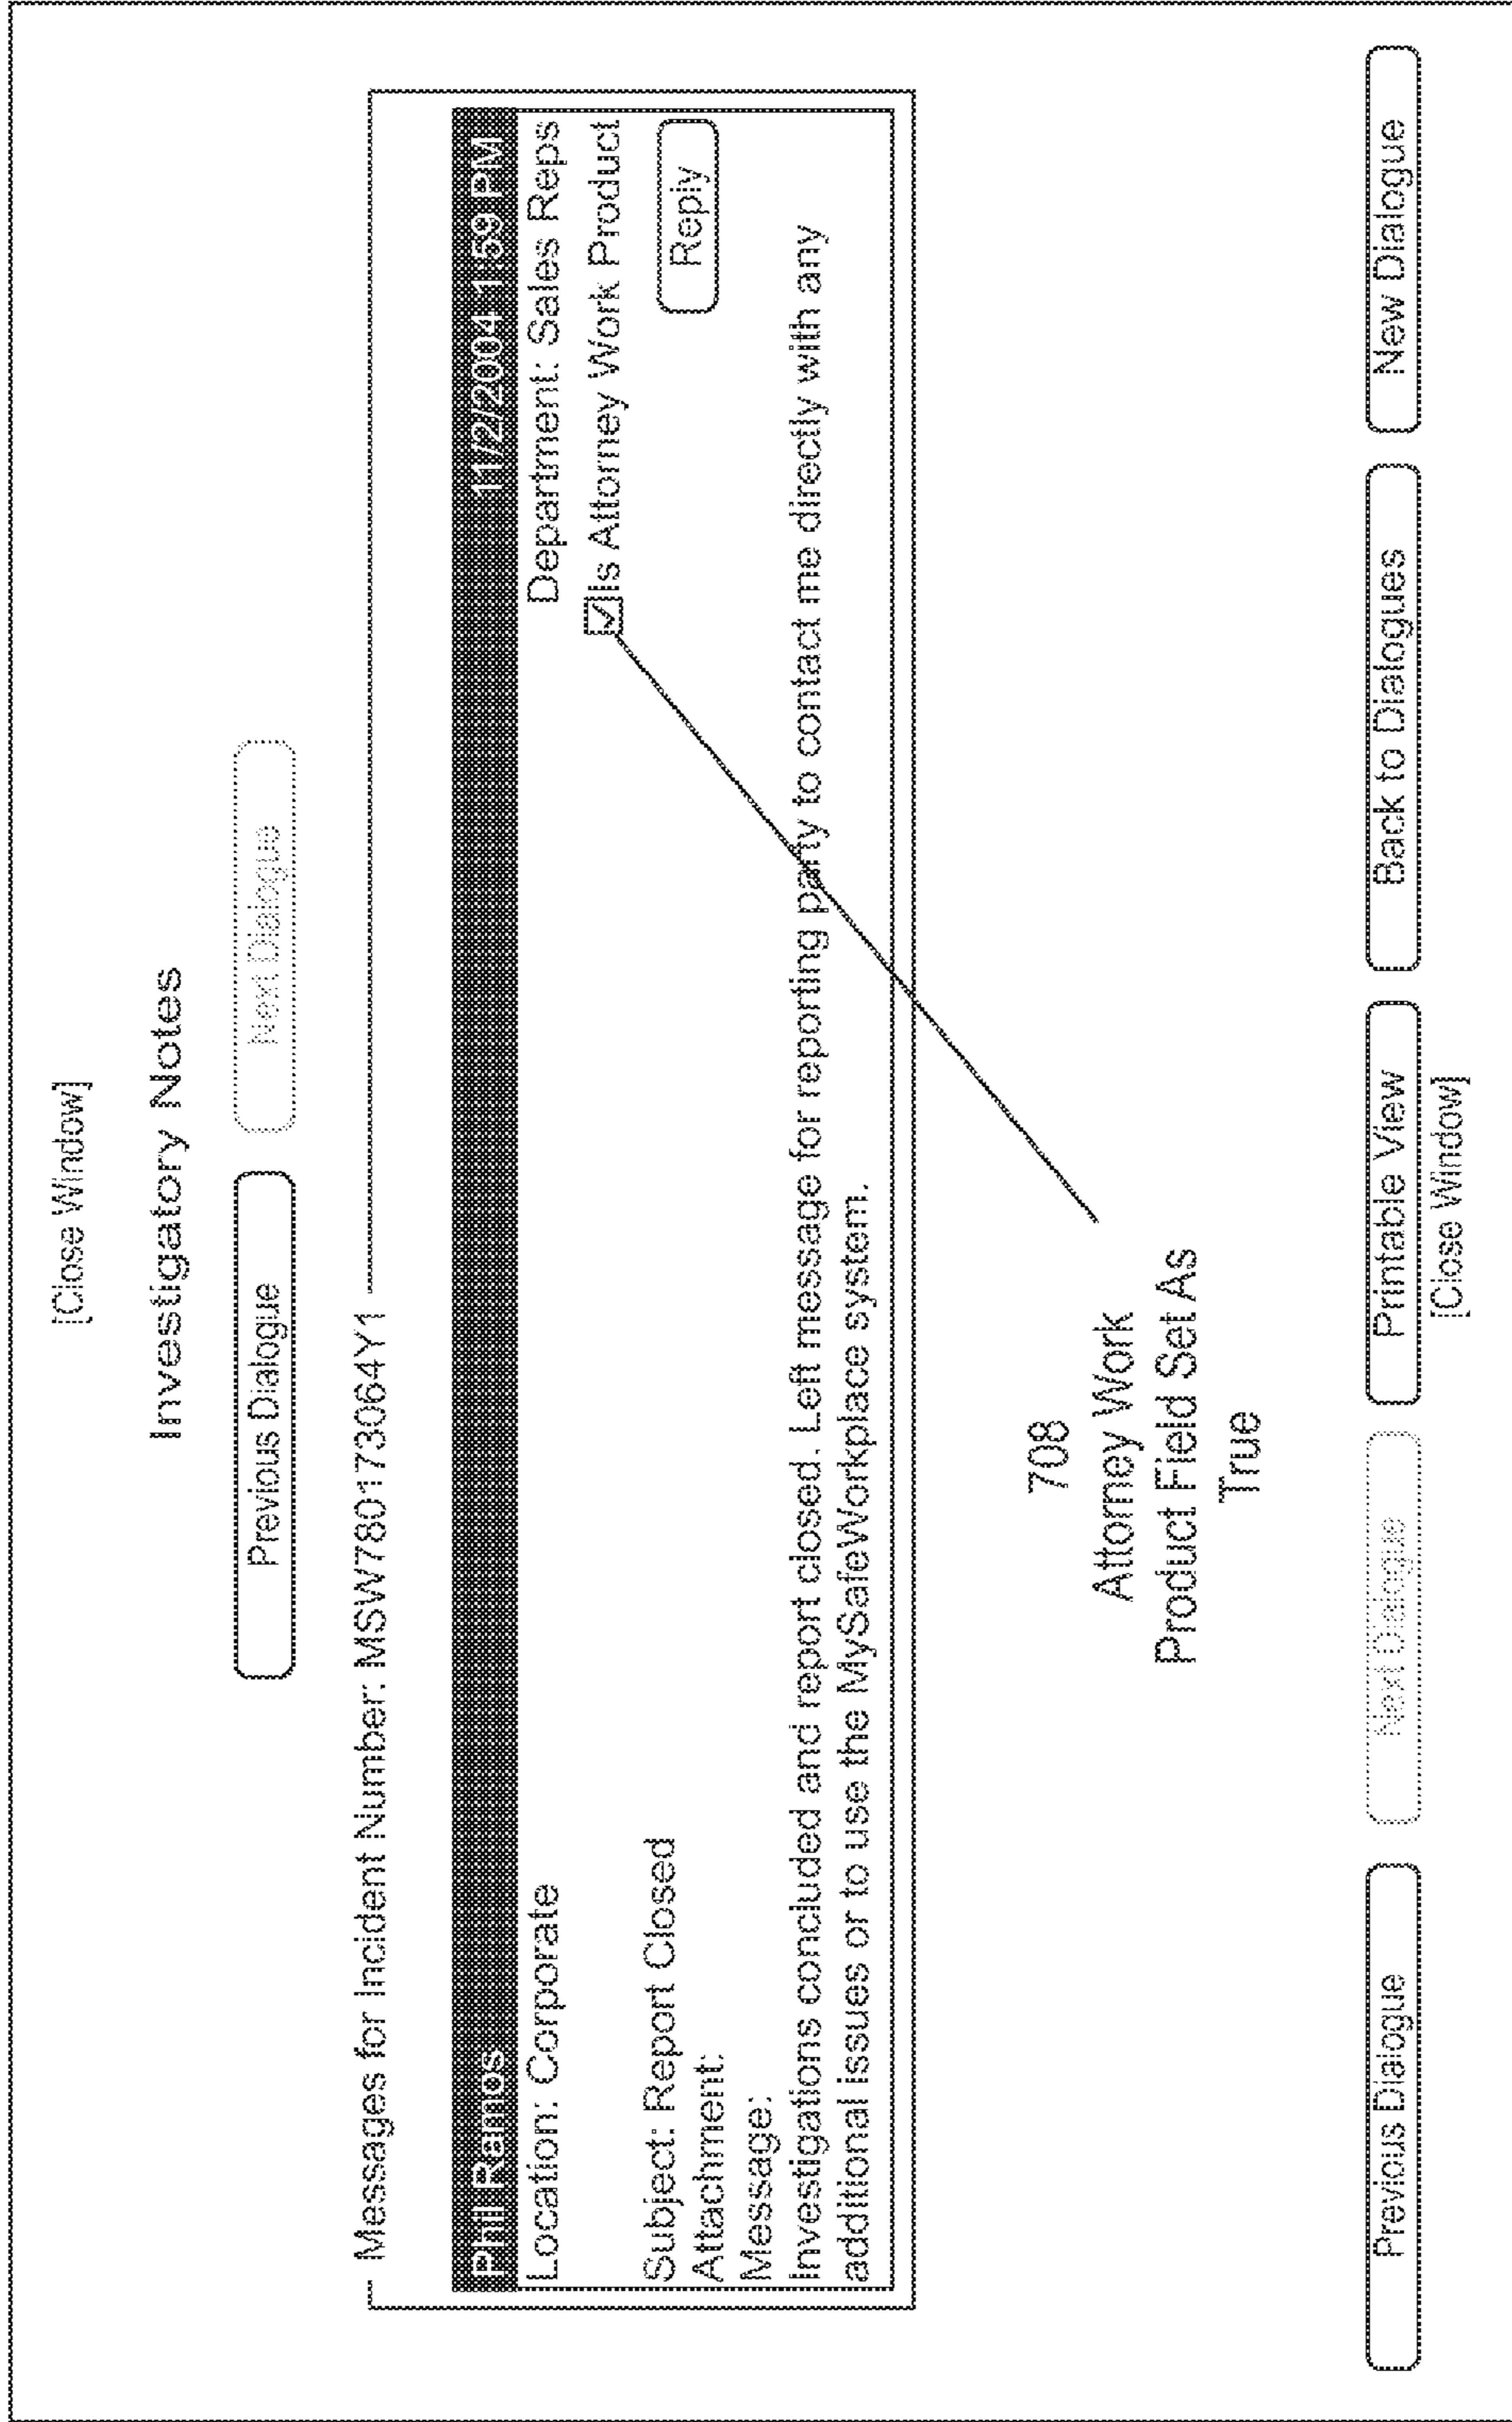 [Close Window]
Investigatory Notes
Previous Dialogue Next Dialogue
Messages for Incident Number: MSW780173064Y1
Phil Ramos 11/2/2004 1:59 PM
Location: Corporate Department: Sales Reps
Is Attorney Work Product
Subject: Report Closed Reply
Attachment:
Message:
Investigations concluded and report closed. Left message for reporting party to contact me directly with any
additional issues or to use the MySafeWorkplace system.
708
Attorney Work
Product Field Set As
True
Previous Dialogue Next Dialogue Printable View Back to Dialogues New Dialogue
[Close Window]